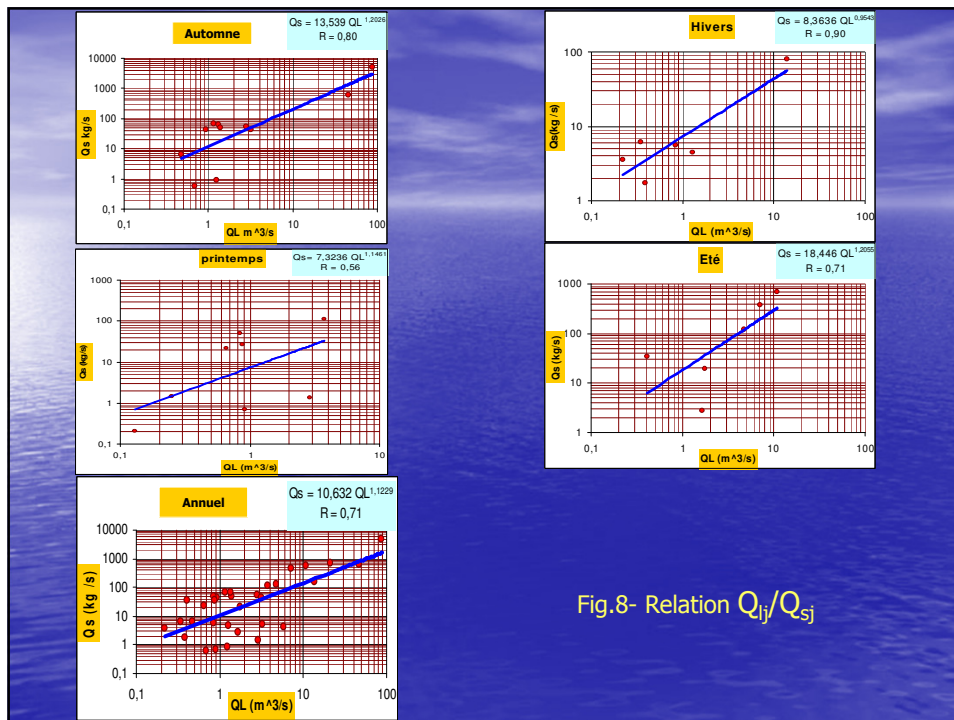 Automne
Qs = 13,539 QL^1,2026
R = 0,80
10000
1000
100
10
1
0,1
Qs kg/s
0,1 1 10 100
QL m^3/s
Hivers
Qs = 8,3636 QL^0,9543
R = 0,90
100
10
1
Qs(kg /s)
0,1 1 10 100
QL (m^3/s)
printemps
Qs= 7,3236 QL^1,1461
R = 0,56
1000
100
10
1
0,1
Qs (kg/s)
0,1 1 10
QL (m^3/s)
Eté
Qs = 18,446 QL^1,2055
R = 0,71
1000
100
10
1
Qs (kg/s)
0,1 1 10 100
QL (m^3/s)
Annuel
Qs = 10,632 QL^1,1229
R = 0,71
10000
1000
100
10
1
0,1
Qs (kg /s)
0,1 1 10 100
QL (m^3/s)
Fig.8- Relation Qlj/Qsj